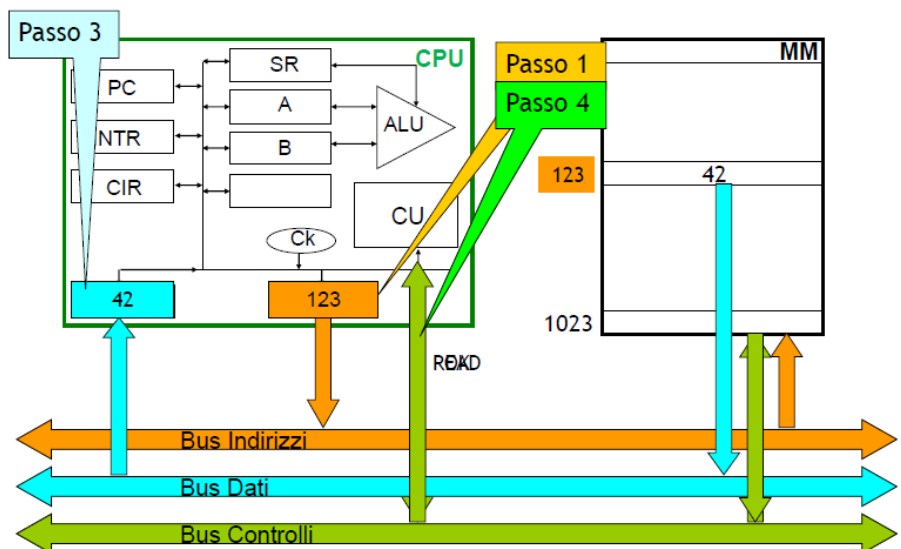 Passo 3
CPU
MM
SR
Passo 1
PC
A
Passo 4
ALU
NTR
B
123
42
CIR
CU
Ck
42
123
1023
Bus Indirizzi
Bus Dati
Bus Controlli